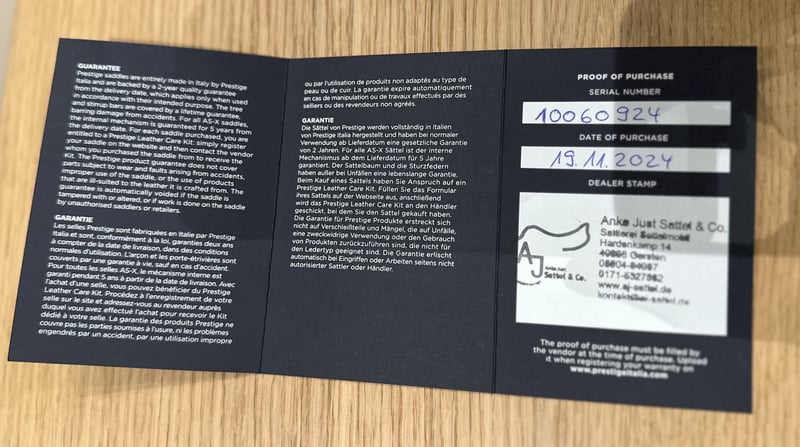 GUARANTEE
Prestige saddles are entirely made in Italy by Prestige
Italia and are backed by a 2-year quality guarantee
from the delivery date, which applies only when used
in accordance with their intended purpose. The tree
and stirrup bars are covered by a lifetime guarantee,
barring damage from accidents. For all AS-X saddles,
the internal mechanism is guaranteed for 5 years from
the delivery date. For each saddle purchased, you are
entitled to a Prestige Leather Care Kit: simply register
your saddle on the website and then contact the vendor
whom you purchased the saddle from to receive the
Kit. The Prestige product guarantee does not cover
parts subject to wear and faults arising from accidents,
improper use of the saddle, or the use of products
that are ill-suited to the leather it is crafted from. The
guarantee is automatically voided if the saddle is
tampered with or altered, or if work is done on the saddle
by unauthorised saddlers or retailers.
GARANTIE
Les selles Prestige sont fabriquées en Italie par Prestige
Italia et sont, conformément à la loi, garanties deux ans
à compter de la date de livraison, dans des conditions
normales d'utilisation. L'arçon et les porte-étrivières sont
couverts par une garantie à vie, sauf en cas d'accident.
Pour toutes les selles AS-X, le mécanisme interne est
garanti pendant 5 ans à partir de la date de livraison. Avec
l'achat d'une selle, vous pouvez bénéficier du Prestige
Leather Care Kit. Procédez à l'enregistrement de votre
selle sur le site et adressez-vous au revendeur auprès
duquel vous avez effectué l'achat pour recevoir le Kit
dédié à votre selle. La garantie des produits Prestige ne
couvre pas les parties soumises à l'usure, ni les problèmes
engendrés par un accident, par une utilisation impropre
ou par l'utilisation de produits non adaptés au type de
peau ou de cuir. La garantie expire automatiquement
en cas de manipulation ou de travaux effectués par des
selliers ou des revendeurs non agréés.
GARANTIE
Die Sättel von Prestige werden vollständig in Italien
von Prestige Italia hergestellt und haben bei normaler
Verwendung ab Lieferdatum eine gesetzliche Garantie
von 2 Jahren. Für alle AS-X Sättel ist der interne
Mechanismus ab dem Lieferdatum für 5 Jahre
garantiert. Der Sattelbaum und die Sturzfedern
haben außer bei Unfällen eine lebenslange Garantie.
Beim Kauf eines Sattels haben Sie Anspruch auf ein
Prestige Leather Care Kit. Füllen Sie das Formular
ihres Sattels auf der Webseite aus, anschließend
wird das Prestige Leather Care Kit an den Händler
geschickt, bei dem Sie den Sattel gekauft haben.
Die Garantie für Prestige Produkte erstreckt sich
nicht auf Verschleißteile und Mängel, die auf Unfälle,
eine zweckwidrige Verwendung oder den Gebrauch
von Produkten zurückzuführen sind, die nicht für
den Ledertyp geeignet sind. Die Garantie erlischt
automatisch bei Eingriffen oder Arbeiten seitens nicht
autorisierter Sattler oder Händler.
PROOF OF PURCHASE
SERIAL NUMBER
10060924
DATE OF PURCHASE
19.11.2024
DEALER STAMP
Anke Just Sattel & Co.
Hardenkamp 14
Gersten
0171-5327582
www.aj-sattel.de
AJ
Anke Just
Sattel & Co.
The proof of purchase must be filled by
the vendor at the time of purchase. Upload
it when registering your warranty on
www.prestigeitalia.com